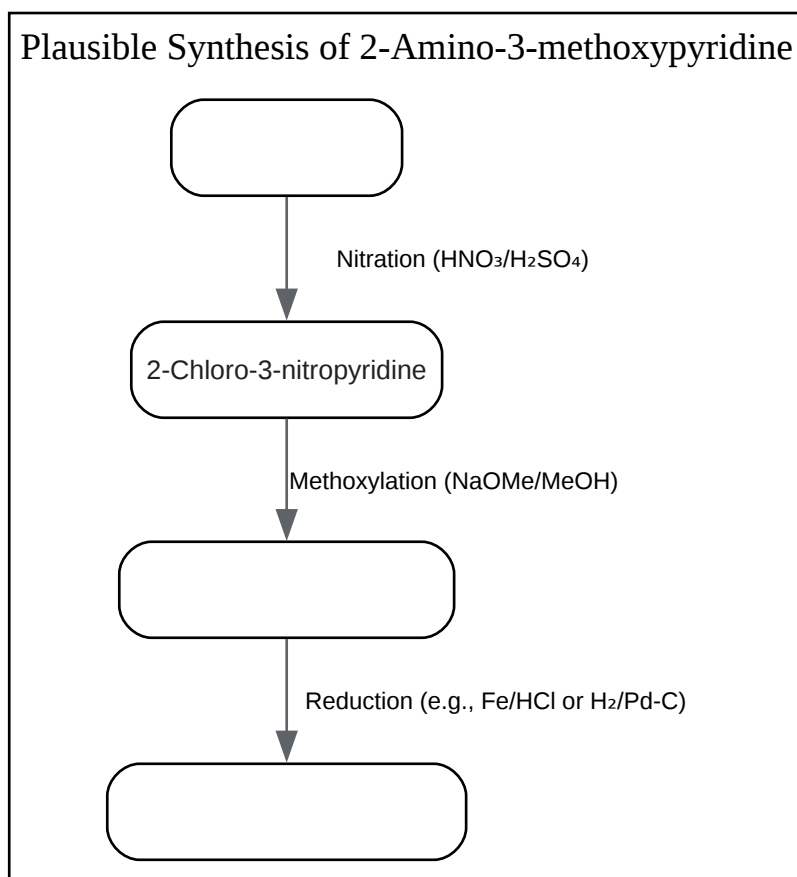 Plausible Synthesis of 2-Amino-3-methoxypyridine
Nitration (HNO₃/H₂SO₄)
2-Chloro-3-nitropyridine
Methoxylation (NaOMe/MeOH)
Reduction (e.g., Fe/HCl or H₂/Pd-C)